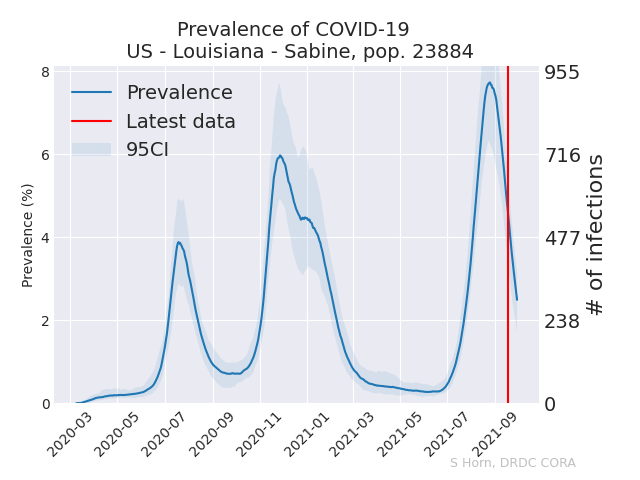 Prevalence of COVID-19
US - Louisiana - Sabine, pop. 23884
Prevalence
Latest data
95CI
Prevalence (%)
8
6
4
2
0
955
716
477
238
0
# of infections
2020-03
2020-05
2020-07
2020-09
2020-11
2021-01
2021-03
2021-05
2021-07
2021-09
S Horn, DRDC CORA